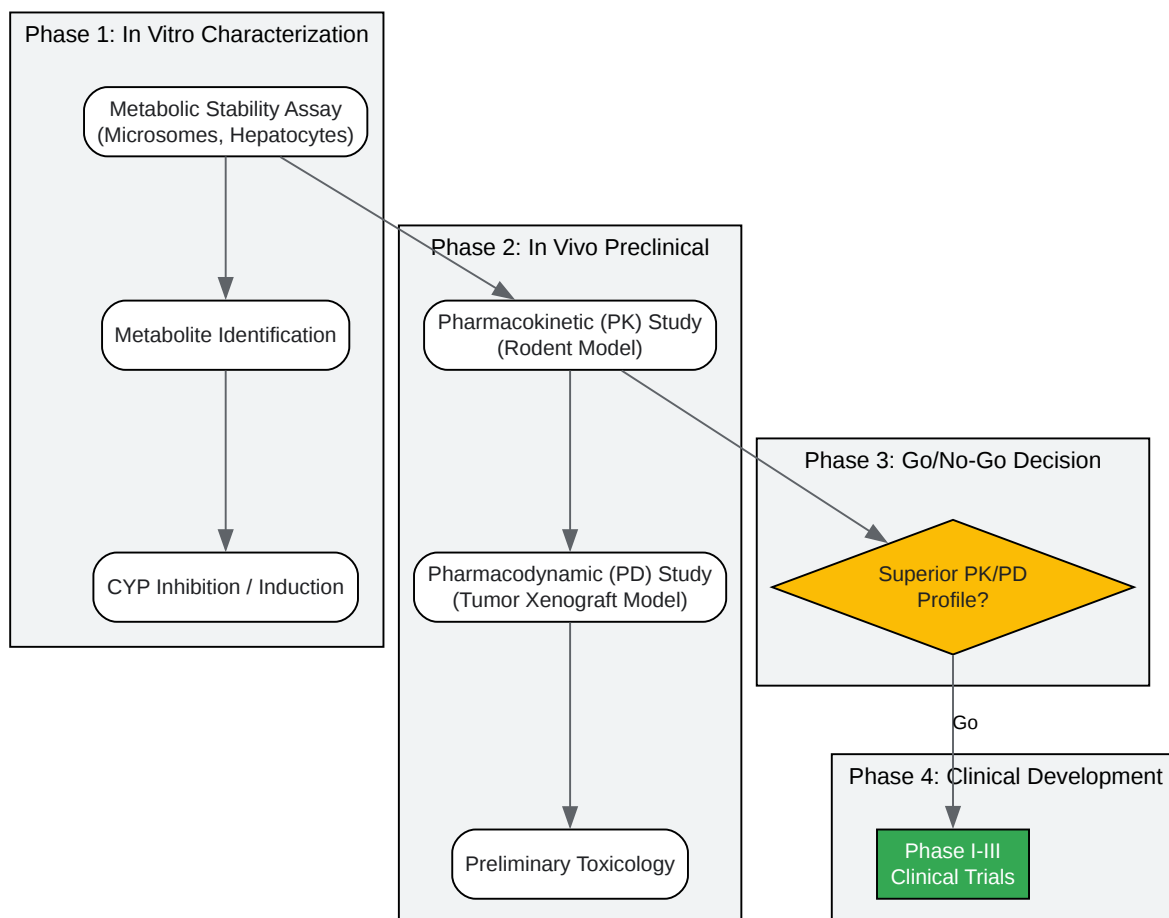 Phase 1: In Vitro Characterization
Metabolic Stability Assay
(Microsomes, Hepatocytes)
Metabolite Identification
CYP Inhibition / Induction
Phase 2: In Vivo Preclinical
Pharmacokinetic (PK) Study
(Rodent Model)
Pharmacodynamic (PD) Study
(Tumor Xenograft Model)
Preliminary Toxicology
Phase 3: Go/No-Go Decision
Superior PK/PD
Profile?
Go
Phase 4: Clinical Development
Phase I-III
Clinical Trials